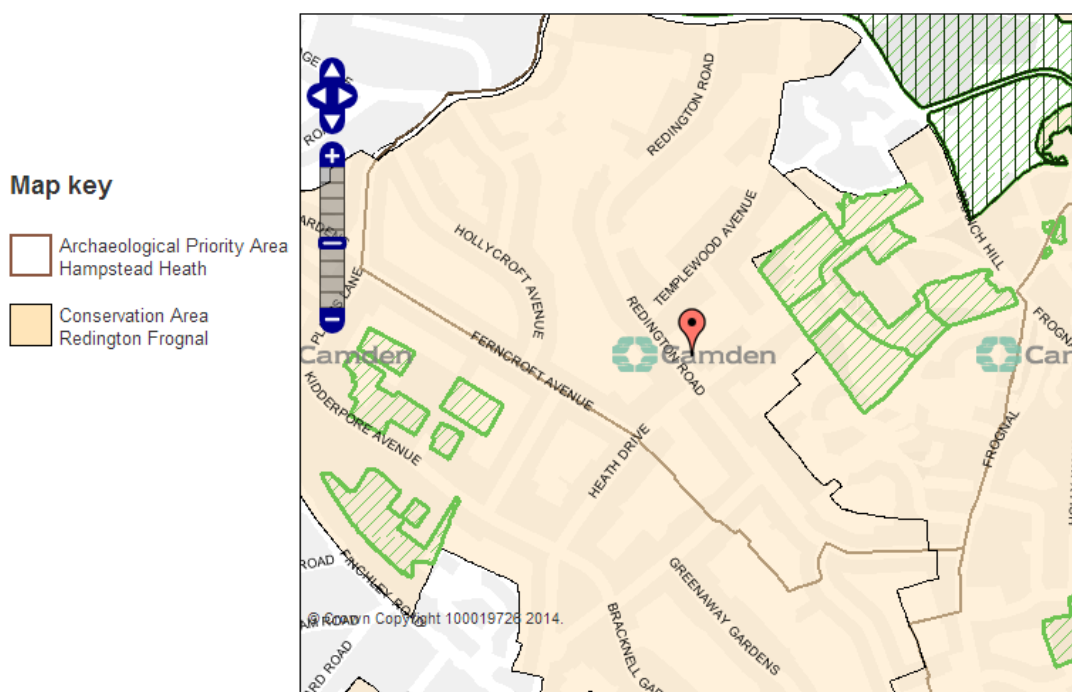 Map key
Archaeological Priority Area
Hampstead Heath
Conservation Area
Redington Frognal
REDINGTON ROAD
TEMPLEWOOD AVENUE
HOLLYCROFT AVENUE
REDINGTON ROAD
FERNCROFT AVENUE
KIDDERPORE AVENUE
HEATH DRIVE
FROGNAL
FINCHLEY ROAD
GREENAWAY GARDENS
Camden
Camden
ROAD
© Crown Copyright 100019726 2014.